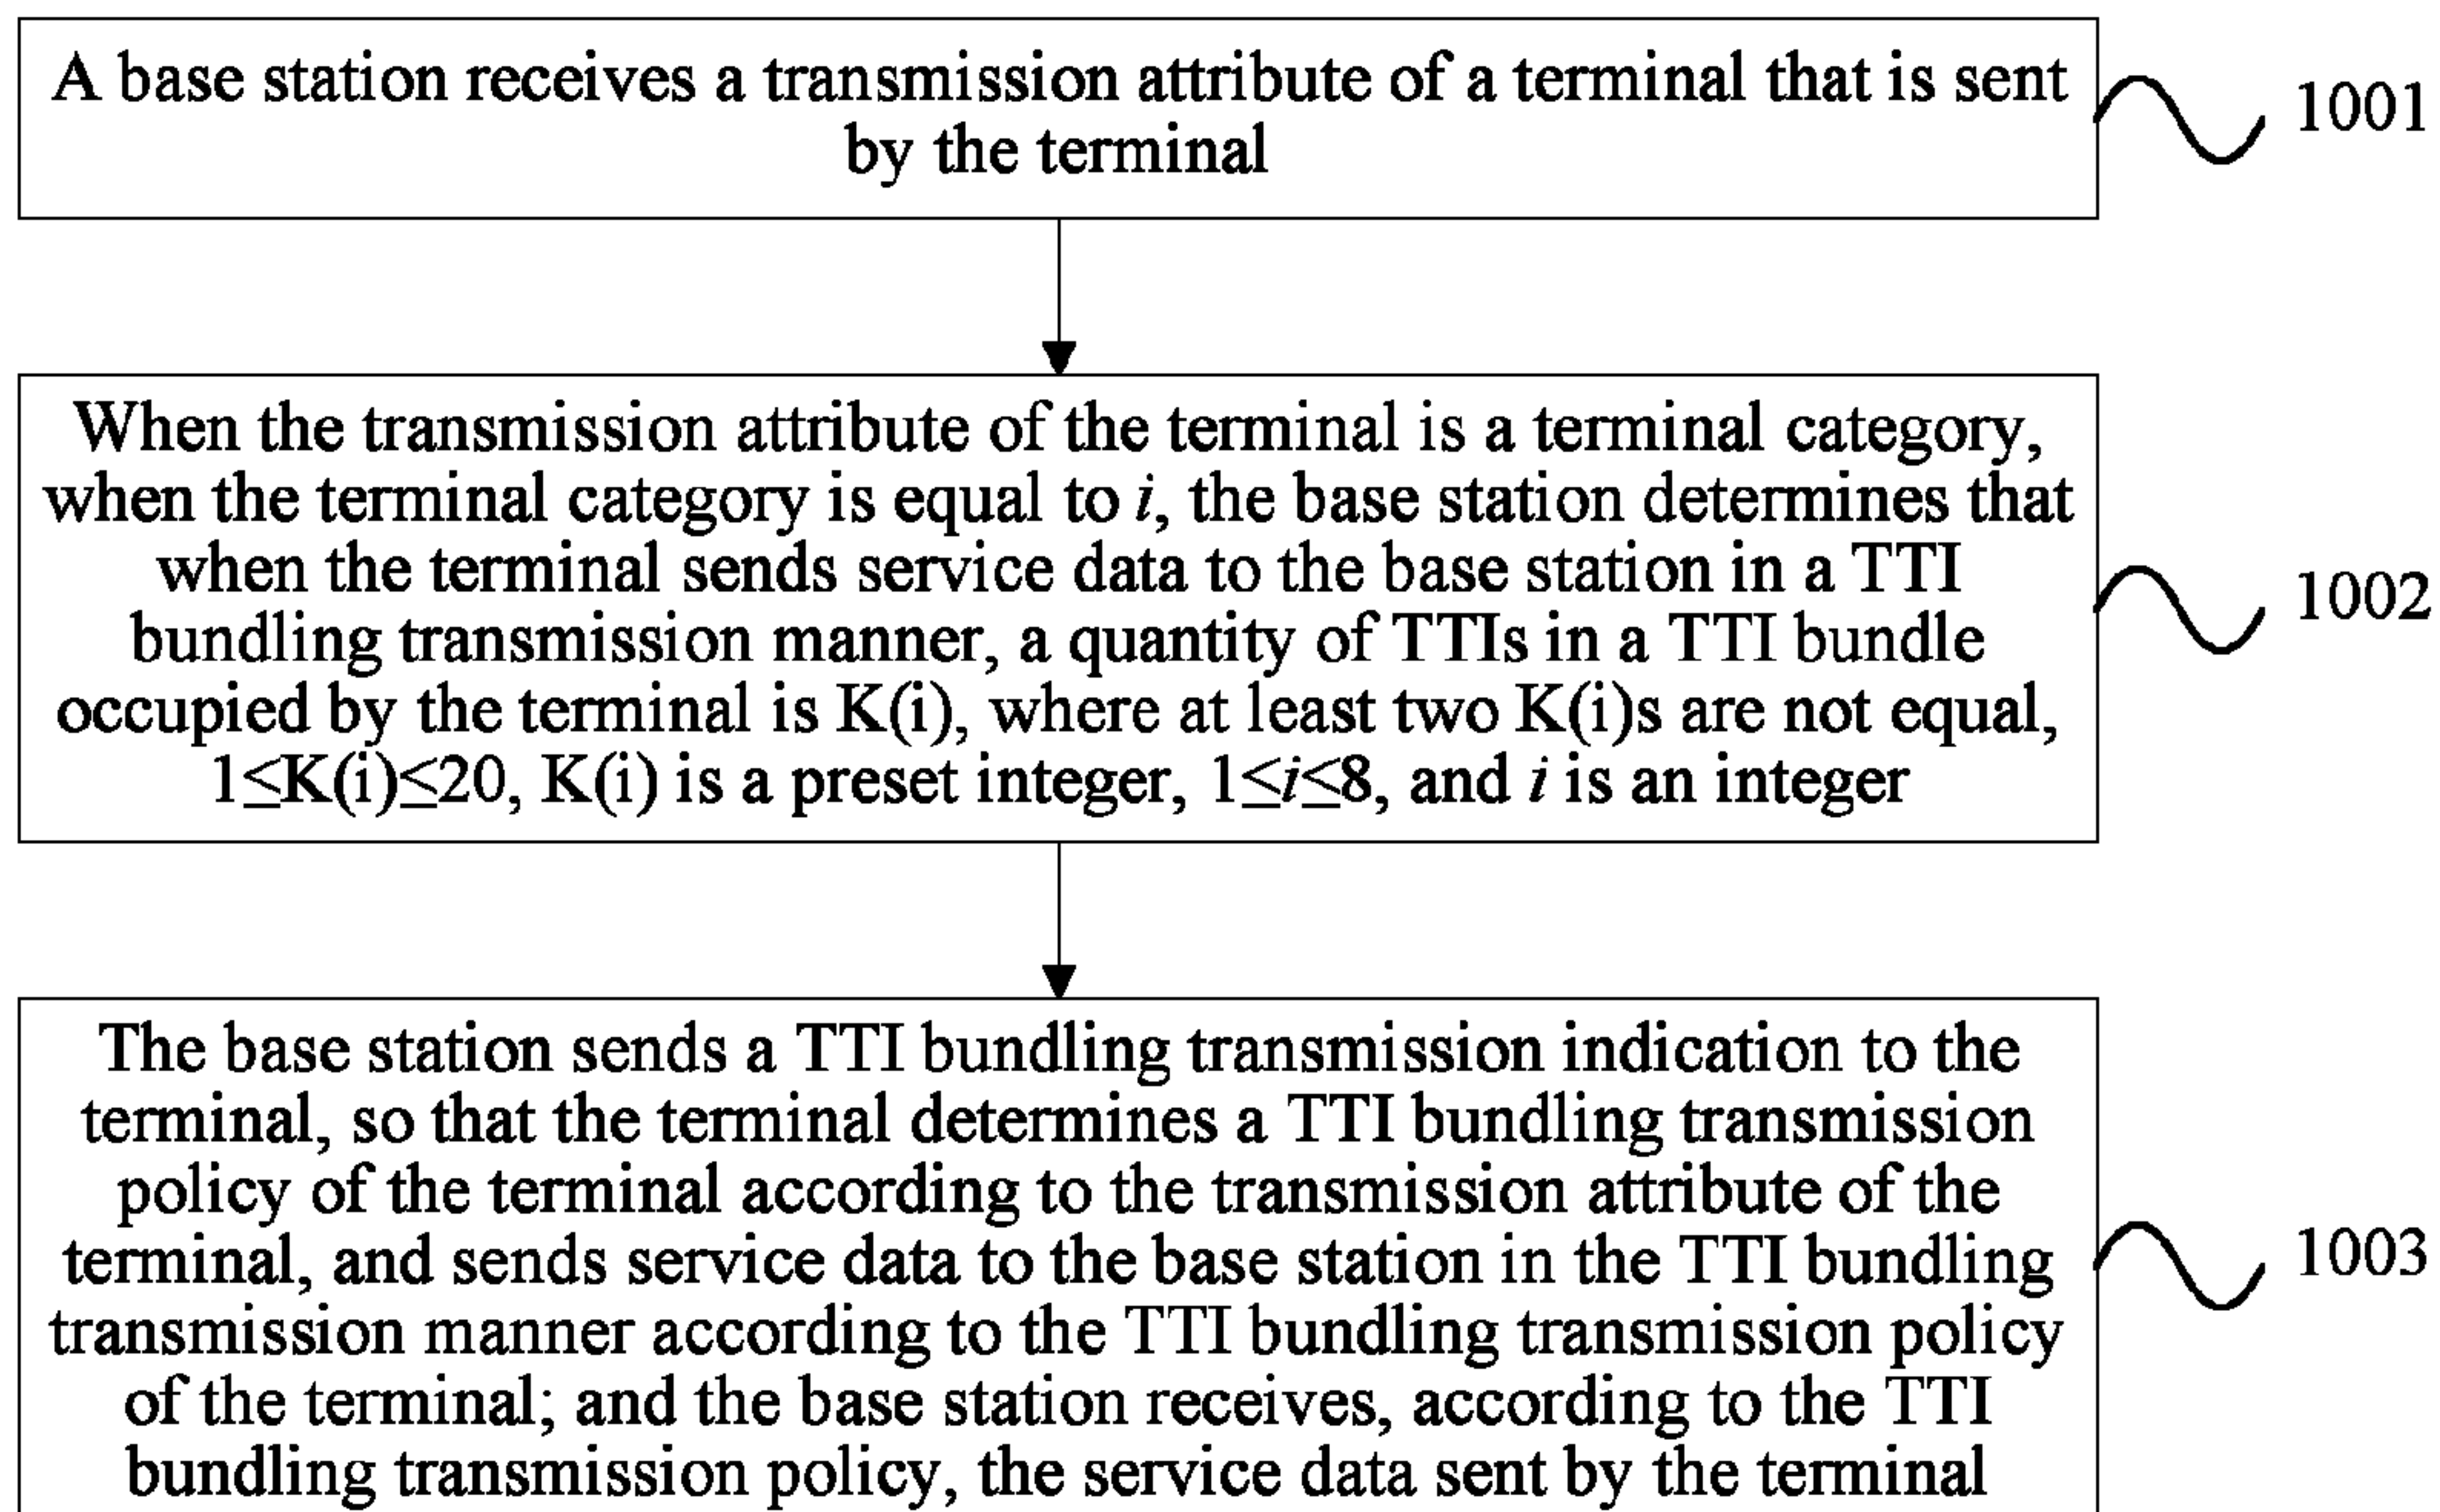 A base station receives a transmission attribute of a terminal that is sent
by the terminal
1001
When the transmission attribute of the terminal is a terminal category,
when the terminal category is equal to i, the base station determines that
when the terminal sends service data to the base station in a TTI
bundling transmission manner, a quantity of TTIs in a TTI bundle
occupied by the terminal is K(i), where at least two K(i)s are not equal,
1≤K(i)≤20, K(i) is a preset integer, 1≤i≤8, and i is an integer
1002
The base station sends a TTI bundling transmission indication to the
terminal, so that the terminal determines a TTI bundling transmission
policy of the terminal according to the transmission attribute of the
terminal, and sends service data to the base station in the TTI bundling
transmission manner according to the TTI bundling transmission policy
of the terminal; and the base station receives, according to the TTI
bundling transmission policy, the service data sent by the terminal
1003